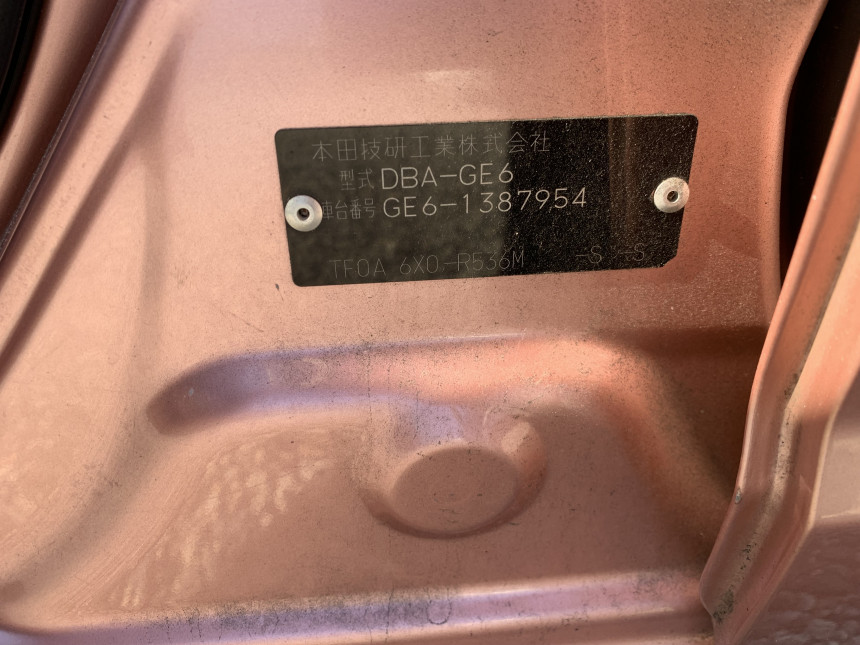 本田技研工業株式会社
型式 DBA-GE6
車台番号 GE6-1387954
TF0A 6X0-R536M -S -S